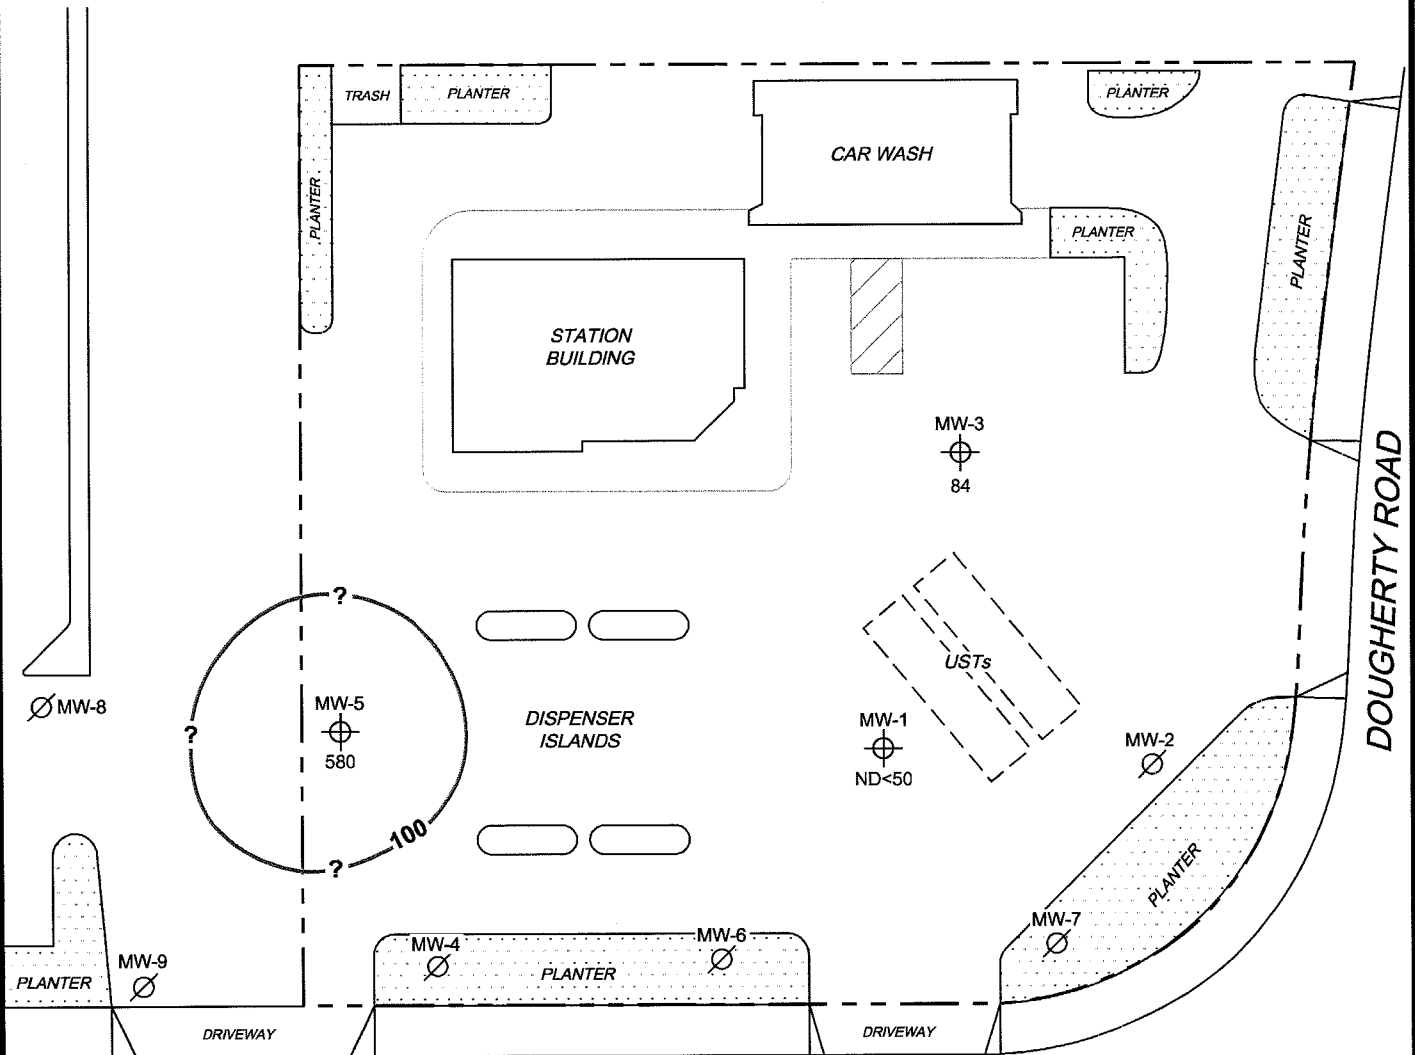 TRASH
PLANTER
PLANTER
CAR WASH
PLANTER
PLANTER
PLANTER
STATION
BUILDING
MW-3
84
DOUGHERTY ROAD
?
USTs
MW-8
?
MW-5
580
DISPENSER
ISLANDS
MW-1
ND<50
MW-2
100
?
PLANTER
MW-7
MW-4
MW-6
PLANTER
MW-9
PLANTER
DRIVEWAY
DRIVEWAY